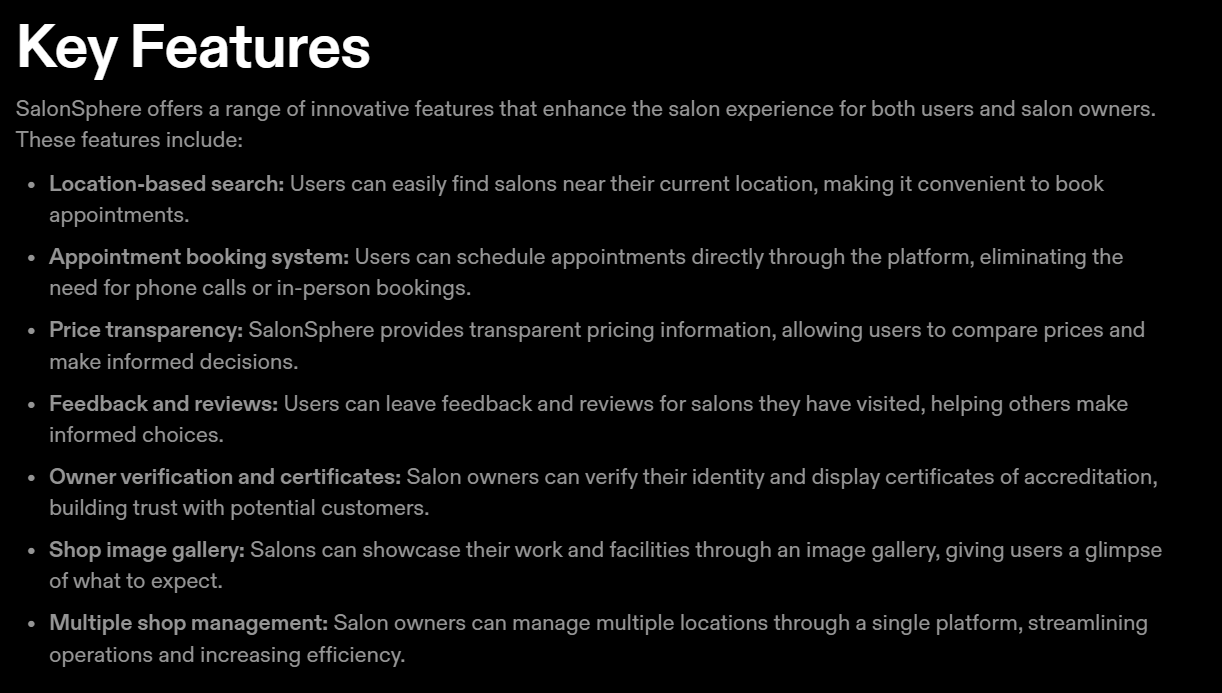 Key Features
SalonSphere offers a range of innovative features that enhance the salon experience for both users and salon owners.
These features include:
• Location-based search: Users can easily find salons near their current location, making it convenient to book
appointments.
• Appointment booking system: Users can schedule appointments directly through the platform, eliminating the
need for phone calls or in-person bookings.
• Price transparency: SalonSphere provides transparent pricing information, allowing users to compare prices and
make informed decisions.
• Feedback and reviews: Users can leave feedback and reviews for salons they have visited, helping others make
informed choices.
• Owner verification and certificates: Salon owners can verify their identity and display certificates of accreditation,
building trust with potential customers.
• Shop image gallery: Salons can showcase their work and facilities through an image gallery, giving users a glimpse
of what to expect.
• Multiple shop management: Salon owners can manage multiple locations through a single platform, streamlining
operations and increasing efficiency.